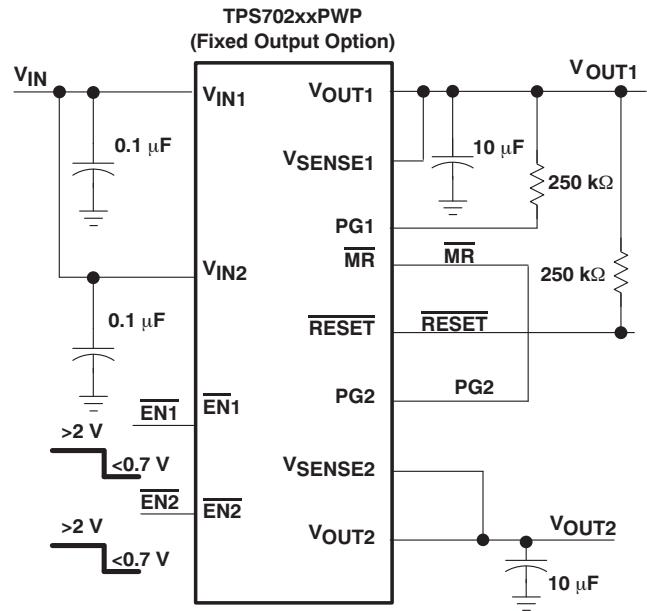 TPS702xxPWP
(Fixed Output Option)
VIN
VIN1
VOUT1
VOUT1
0.1 μF
VSENSE1
10 μF
250 kΩ
PG1
MR
MR
VIN2
250 kΩ
0.1 μF
RESET
RESET
EN1
EN1
PG2
PG2
>2 V
<0.7 V
VSENSE2
EN2
EN2
>2 V
<0.7 V
VOUT2
VOUT2
10 μF